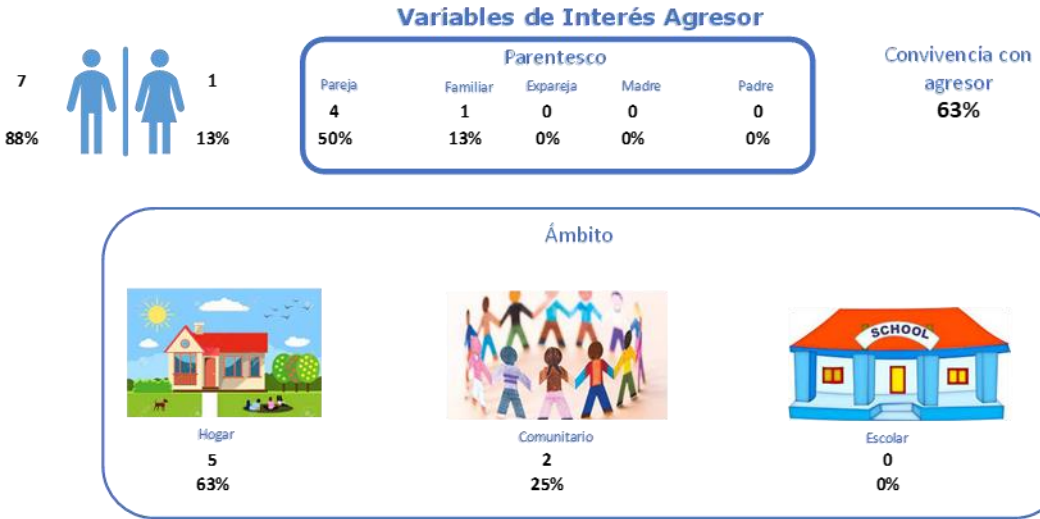 Variables de Interés Agresor
7
1
88%
13%
Parentesco
Pareja Familiar Expareja Madre Padre
4 1 0 0 0
50% 13% 0% 0% 0%
Convivencia con
agresor
63%
Ámbito
SCHOOL
Hogar Comunitario Escolar
5 2 0
63% 25% 0%